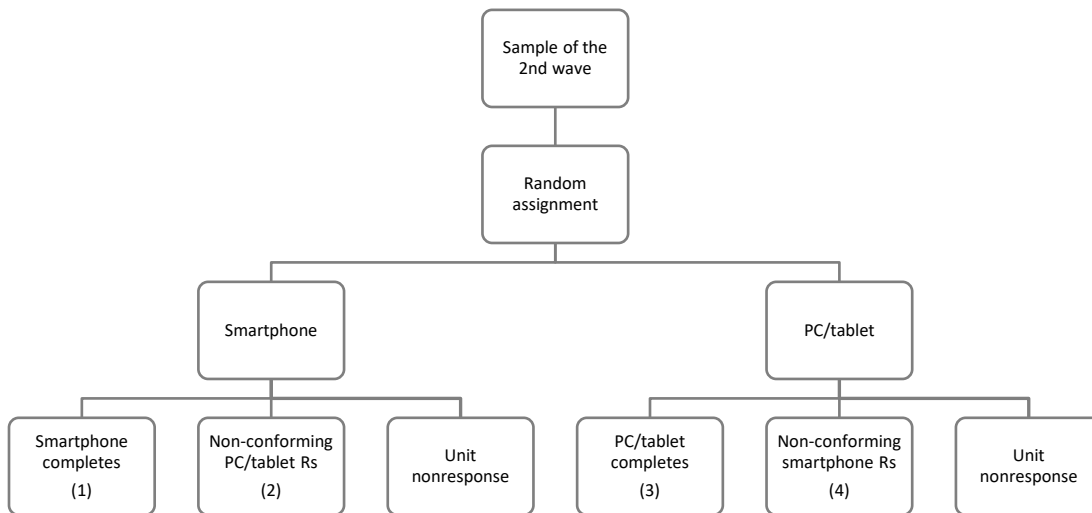 Sample of the
2nd wave
Random
assignment
Smartphone
PC/tablet
Smartphone
completes
(1)
Non-conforming
PC/tablet Rs
(2)
Unit
nonresponse
PC/tablet
completes
(3)
Non-conforming
smartphone Rs
(4)
Unit
nonresponse